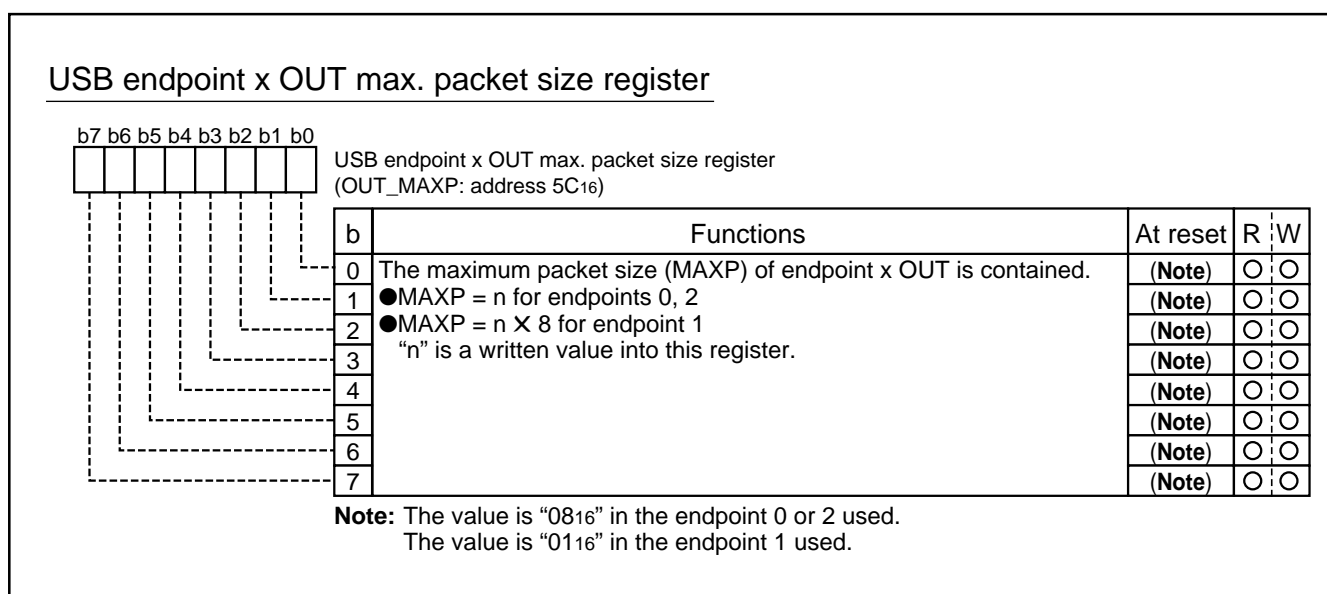 USB endpoint x OUT max. packet size register
b7 b6 b5 b4 b3 b2 b1 b0
USB endpoint x OUT max. packet size register
(OUT_MAXP: address 5C16)
b Functions At reset R W
0 The maximum packet size (MAXP) of endpoint x OUT is contained. (Note) O O
1 ●MAXP = n for endpoints 0, 2 (Note) O O
2 ●MAXP = n X 8 for endpoint 1 (Note) O O
3 “n” is a written value into this register. (Note) O O
4 (Note) O O
5 (Note) O O
6 (Note) O O
7 (Note) O O
Note: The value is “0816” in the endpoint 0 or 2 used.
The value is “0116” in the endpoint 1 used.